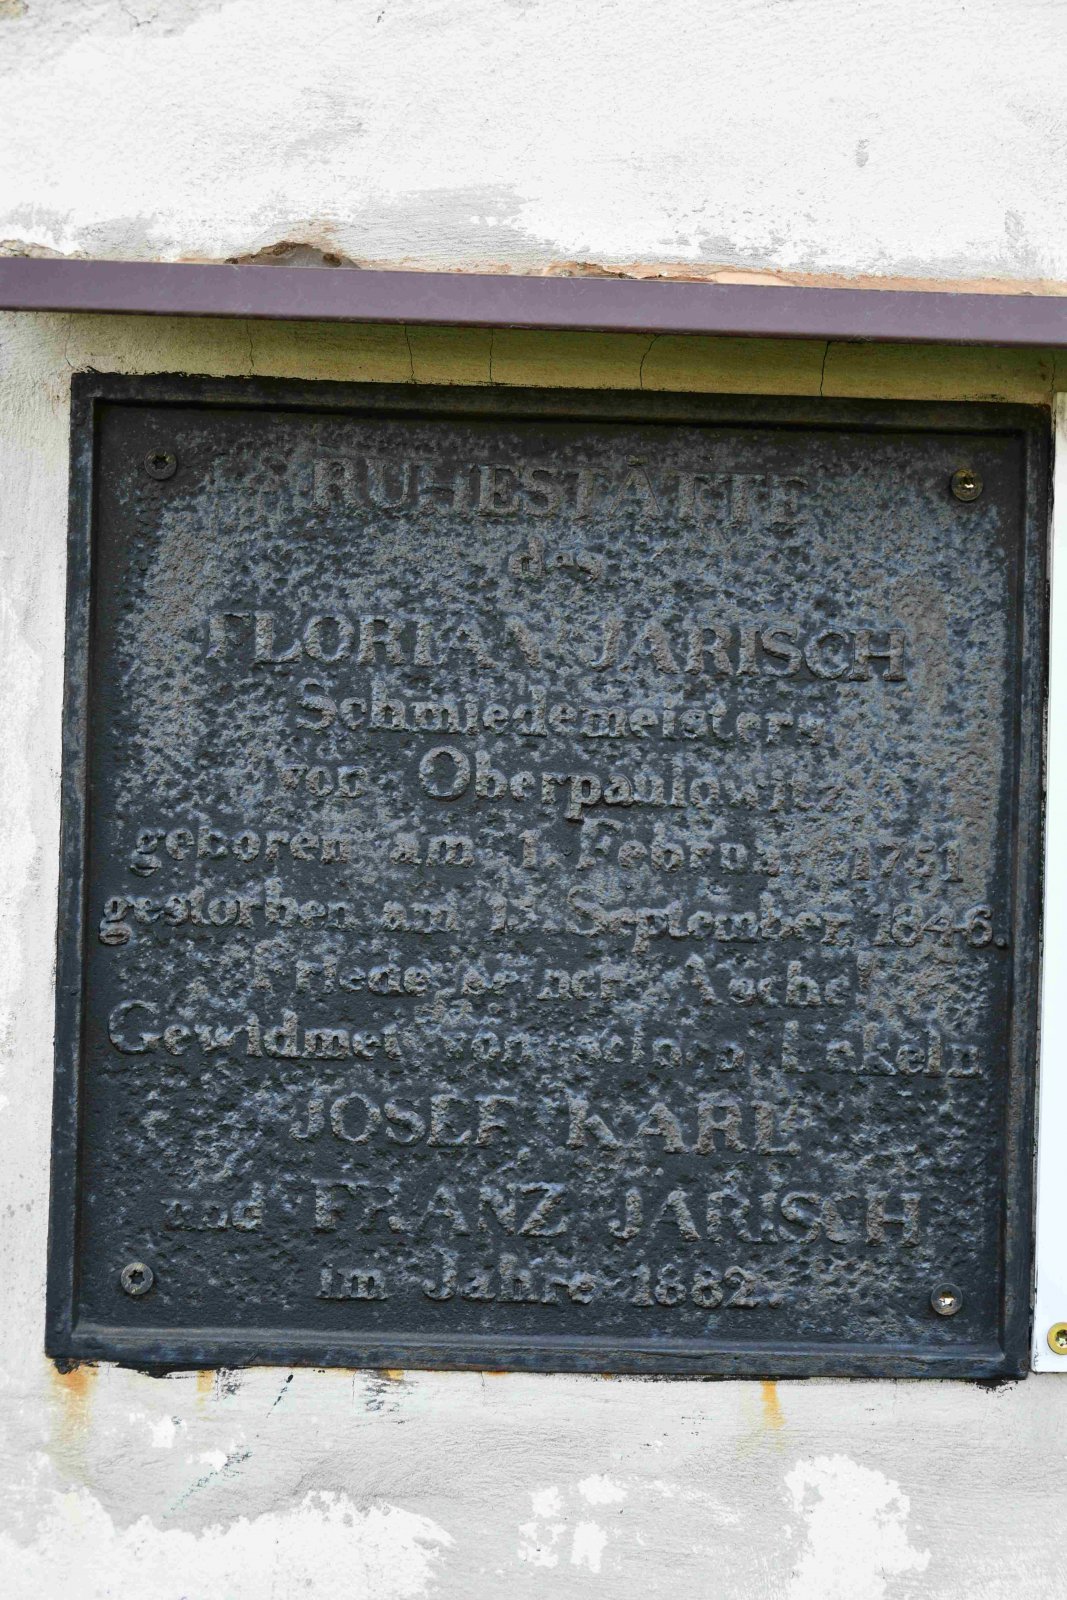 RUHESTÄTTE
des
FLORIAN JARISCH
Schmiedemeisters
von Oberpaulowitz
geboren am 1. Februar 1751
gestorben am 13. September 1846.
Friede seiner Asche!
Gewidmet von seinen Enkeln
JOSEF KARL
und FRANZ JARISCH
im Jahre 1882.